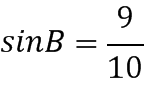 sinB = 9/10